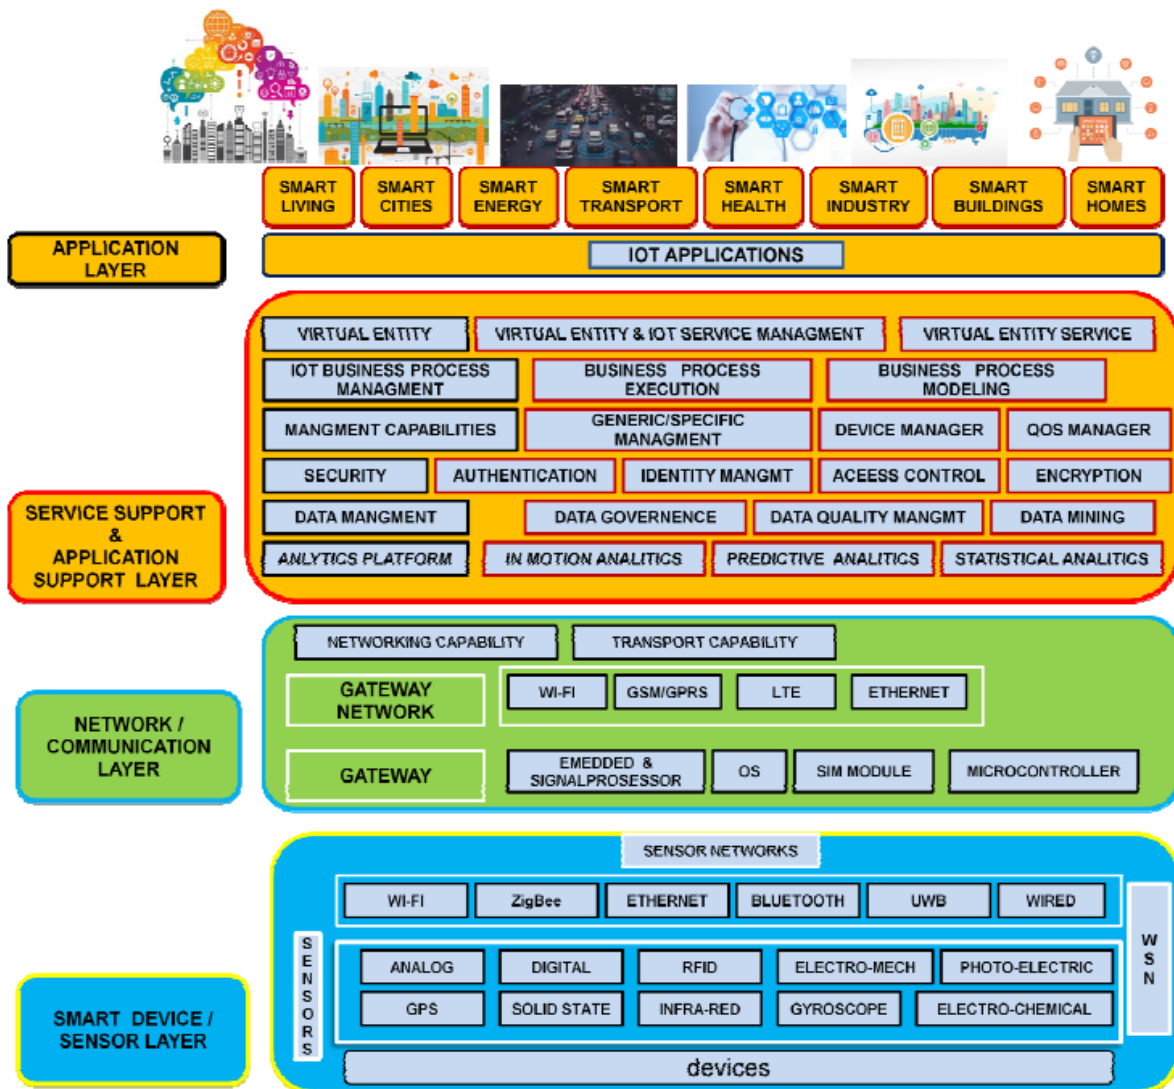 SMART
LIVING
SMART
CITIES
SMART
ENERGY
SMART
TRANSPORT
SMART
HEALTH
SMART
INDUSTRY
SMART
BUILDINGS
SMART
HOMES
APPLICATION
LAYER
IOT APPLICATIONS
VIRTUAL ENTITY
VIRTUAL ENTITY & IOT SERVICE MANAGMENT
VIRTUAL ENTITY SERVICE
IOT BUSINESS PROCESS
MANAGMENT
BUSINESS PROCESS
EXECUTION
BUSINESS PROCESS
MODELING
MANGMENT CAPABILITIES
GENERIC/SPECIFIC
MANAGMENT
DEVICE MANAGER
QOS MANAGER
SECURITY
AUTHENTICATION
IDENTITY MANGMT
ACEESS CONTROL
ENCRYPTION
SERVICE SUPPORT
&
APPLICATION
SUPPORT LAYER
DATA MANGMENT
DATA GOVERNENCE
DATA QUALITY MANGMT
DATA MINING
ANLYTICS PLATFORM
IN MOTION ANALITICS
PREDICTIVE ANALITICS
STATISTICAL ANALITICS
NETWORKING CAPABILITY
TRANSPORT CAPABILITY
GATEWAY
NETWORK
WI-FI
GSM/GPRS
LTE
ETHERNET
NETWORK /
COMMUNICATION
LAYER
GATEWAY
EMEDDED &
SIGNALPROSESSOR
OS
SIM MODULE
MICROCONTROLLER
SENSOR NETWORKS
WI-FI
ZigBee
ETHERNET
BLUETOOTH
UWB
WIRED
SENSORS
WSN
ANALOG
DIGITAL
RFID
ELECTRO-MECH
PHOTO-ELECTRIC
GPS
SOLID STATE
INFRA-RED
GYROSCOPE
ELECTRO-CHEMICAL
SMART DEVICE /
SENSOR LAYER
devices